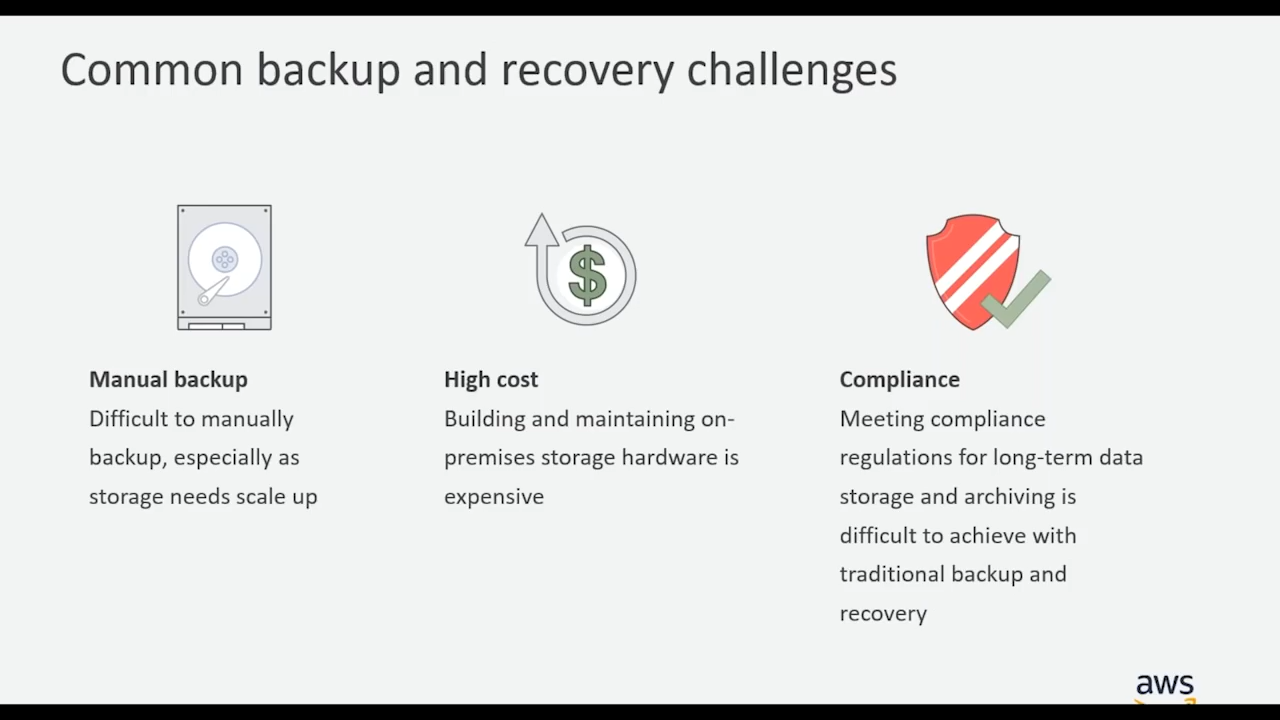 Common backup and recovery challenges
Manual backup
Difficult to manually
backup, especially as
storage needs scale up
High cost
Building and maintaining on-
premises storage hardware is
expensive
Compliance
Meeting compliance
regulations for long-term data
storage and archiving is
difficult to achieve with
traditional backup and
recovery
aws